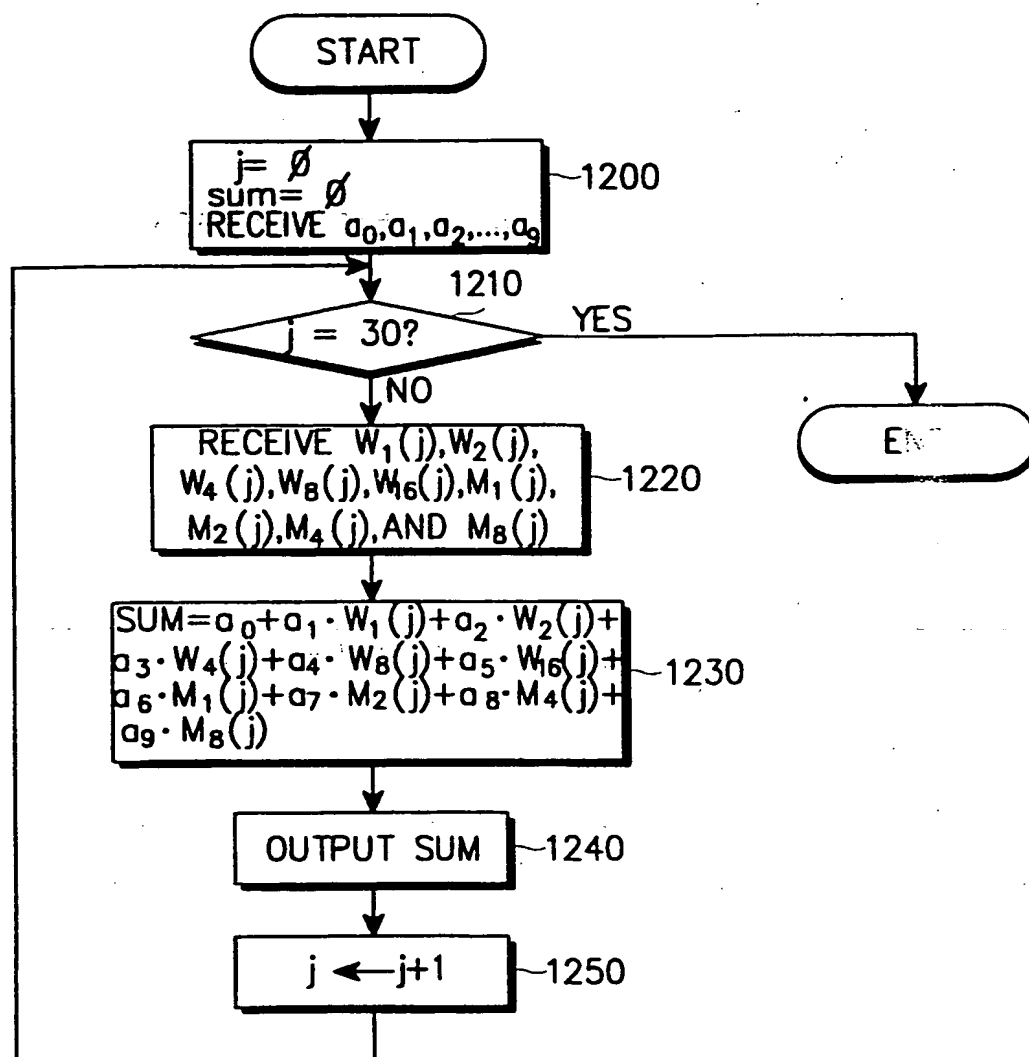 START
j= Ø
sum= Ø
RECEIVE a₀,a₁,a₂,...,a₉
1200
1210
j = 30?
YES
NO
RECEIVE W₁(j),W₂(j),
W₄(j),W₈(j),W₁₆(j),M₁(j),
M₂(j),M₄(j),AND M₈(j)
1220
SUM=a₀+a₁·W₁(j)+a₂·W₂(j)+
a₃·W₄(j)+a₄·W₈(j)+a₅·W₁₆(j)+
a₆·M₁(j)+a₇·M₂(j)+a₈·M₄(j)+
a₉·M₈(j)
1230
OUTPUT SUM
1240
j ← j+1
1250